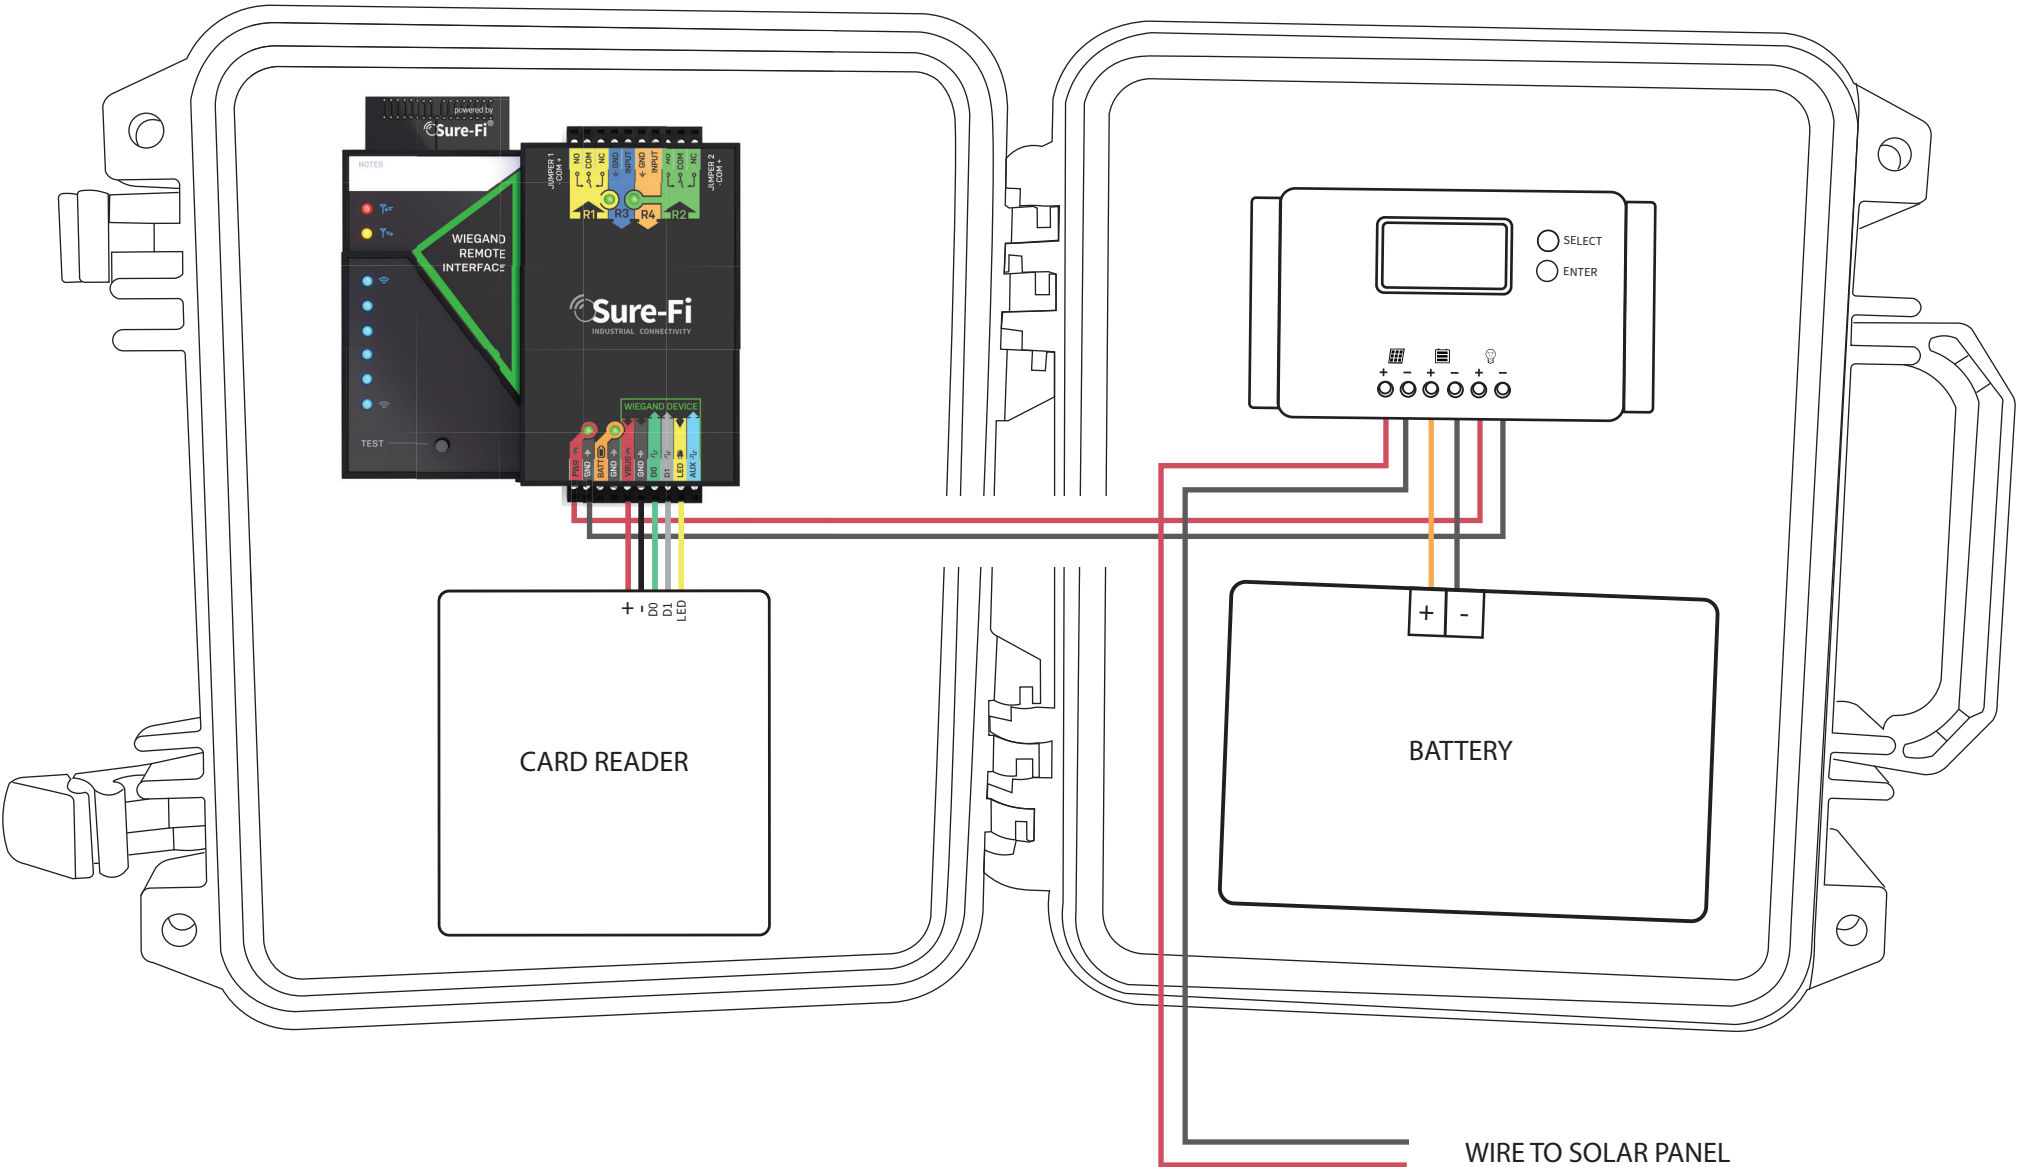 powered by
Sure-Fi®
NOTES
WIEGAND
REMOTE
INTERFACE
TEST
JUMPER 1
- COM +
NO
COM
NC
GND
INPUT
GND
INPUT
NO
COM
NC
JUMPER 2
- COM +
R1
R3
R4
R2
Sure-Fi
INDUSTRIAL CONNECTIVITY
WIEGAND DEVICE
PWR
GND
BATT
GND
VBUS
GND
D0
D1
LED
AUX
+
-
D0
D1
LED
CARD READER
SELECT
ENTER
+ − + − + −
+ -
BATTERY
WIRE TO SOLAR PANEL